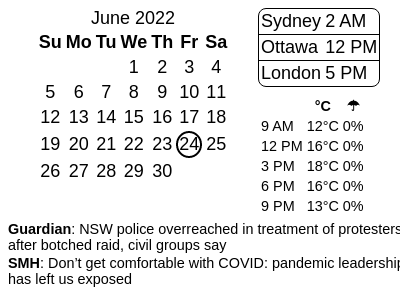 June 2022
Su Mo Tu We Th Fr Sa
1 2 3 4
5 6 7 8 9 10 11
12 13 14 15 16 17 18
19 20 21 22 23 24 25
26 27 28 29 30
Sydney 2 AM
Ottawa 12 PM
London 5 PM
°C ☂
9 AM 12°C 0%
12 PM 16°C 0%
3 PM 18°C 0%
6 PM 16°C 0%
9 PM 13°C 0%
Guardian: NSW police overreached in treatment of protesters
after botched raid, civil groups say
SMH: Don’t get comfortable with COVID: pandemic leadership
has left us exposed